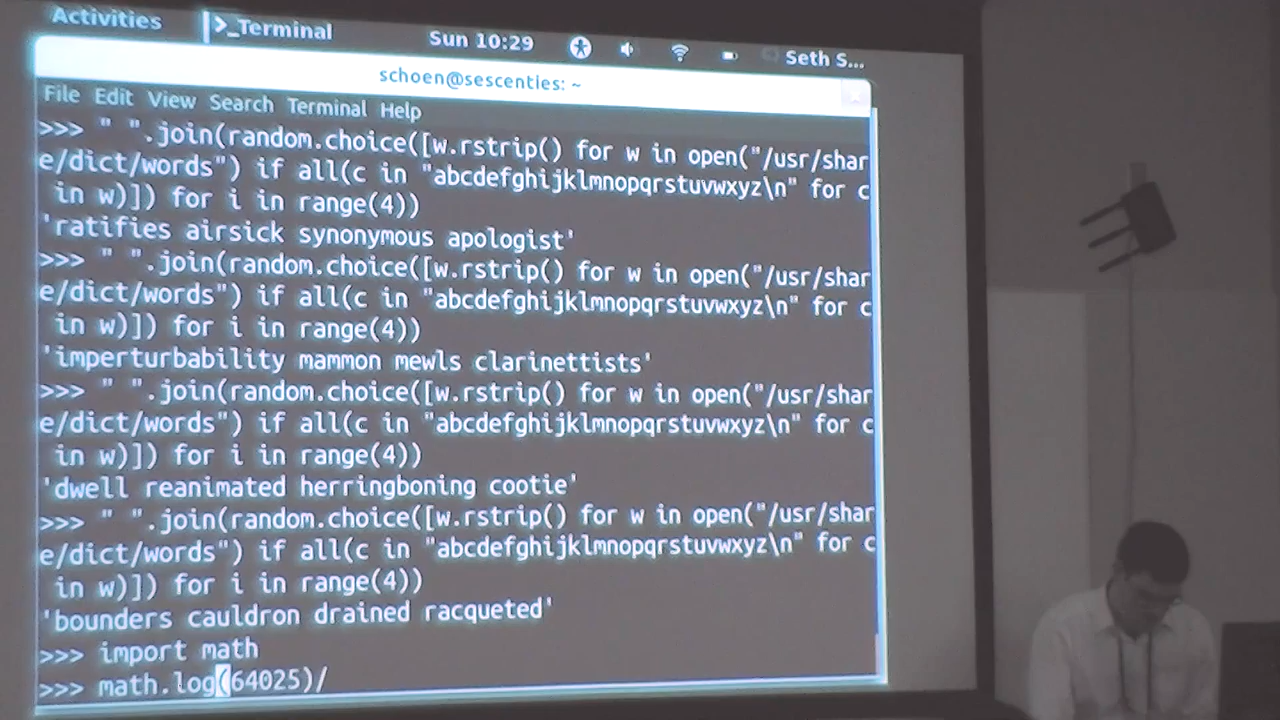 Activities >_Terminal Sun 10:29 Seth S...
schoen@sescenties: ~
File Edit View Search Terminal Help
>>> " ".join(random.choice([w.rstrip() for w in open("/usr/shar
e/dict/words") if all(c in "abcdefghijklmnopqrstuvwxyz\n" for c
 in w)]) for i in range(4))
'ratifies airsick synonymous apologist'
>>> " ".join(random.choice([w.rstrip() for w in open("/usr/shar
e/dict/words") if all(c in "abcdefghijklmnopqrstuvwxyz\n" for c
 in w)]) for i in range(4))
'imperturbability mammon mewls clarinettists'
>>> " ".join(random.choice([w.rstrip() for w in open("/usr/shar
e/dict/words") if all(c in "abcdefghijklmnopqrstuvwxyz\n" for c
 in w)]) for i in range(4))
'dwell reanimated herringboning cootie'
>>> " ".join(random.choice([w.rstrip() for w in open("/usr/shar
e/dict/words") if all(c in "abcdefghijklmnopqrstuvwxyz\n" for c
 in w)]) for i in range(4))
'bounders cauldron drained racqueted'
>>> import math
>>> math.log(64025)/